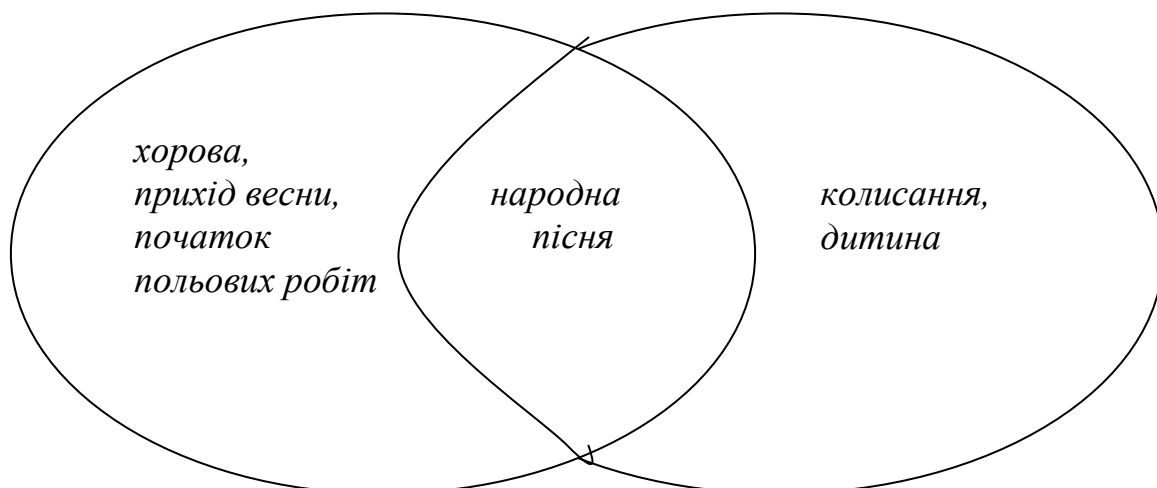 хорова,
прихід весни,
початок
польових робіт
народна
пісня
колисання,
дитина